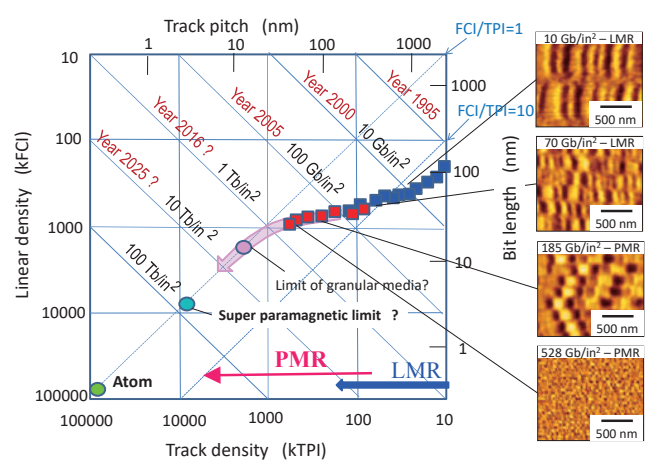 Track pitch (nm)
1
10
100
1000
FCI/TPI=1
FCI/TPI=10
10
100
1000
10000
100000
Linear density (kFCI)
100000
10000
1000
100
10
Track density (kTPI)
1000
100
10
1
Bit length (nm)
Year 1995
Year 2000
Year 2005
Year 2016 ?
Year 2025 ?
10 Gb/in²
100 Gb/in²
1 Tb/in²
10 Tb/in²
100 Tb/in²
Limit of granular media?
Super paramagnetic limit ?
PMR
LMR
Atom
10 Gb/in² – LMR
500 nm
70 Gb/in² – LMR
500 nm
185 Gb/in² – PMR
500 nm
528 Gb/in² – PMR
500 nm